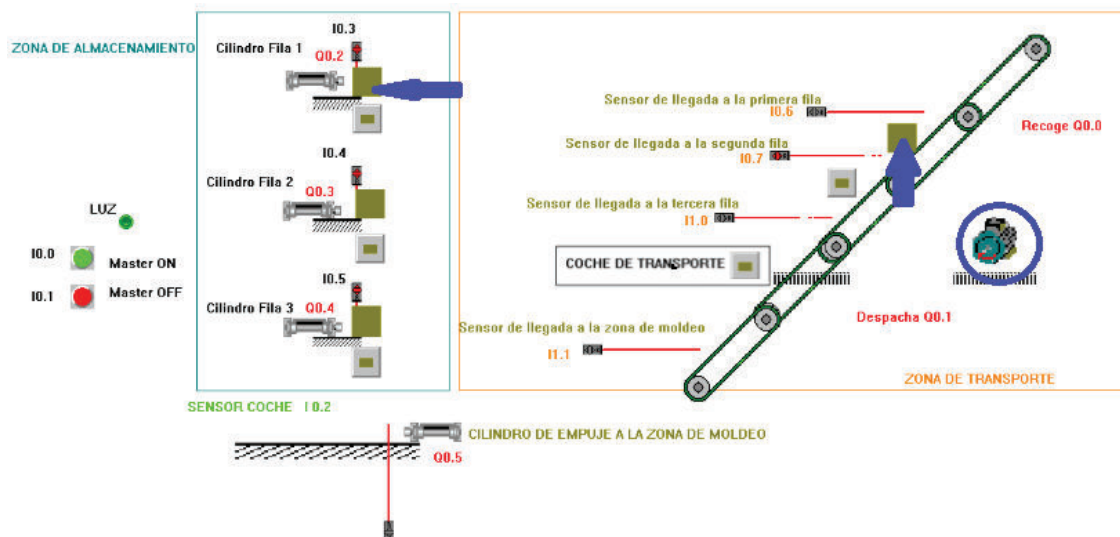 ZONA DE ALMACENAMIENTO
I0.3
Cilindro Fila 1
Q0.2
I0.4
Cilindro Fila 2
Q0.3
LUZ
I0.0
Master ON
I0.1
Master OFF
I0.5
Cilindro Fila 3
Q0.4
Sensor de llegada a la primera fila
I0.6
Recoge Q0.0
Sensor de llegada a la segunda fila
I0.7
Sensor de llegada a la tercera fila
I1.0
COCHE DE TRANSPORTE
Despacha Q0.1
Sensor de llegada a la zona de moldeo
I1.1
ZONA DE TRANSPORTE
SENSOR COCHE I 0.2
CILINDRO DE EMPUJE A LA ZONA DE MOLDEO
Q0.5